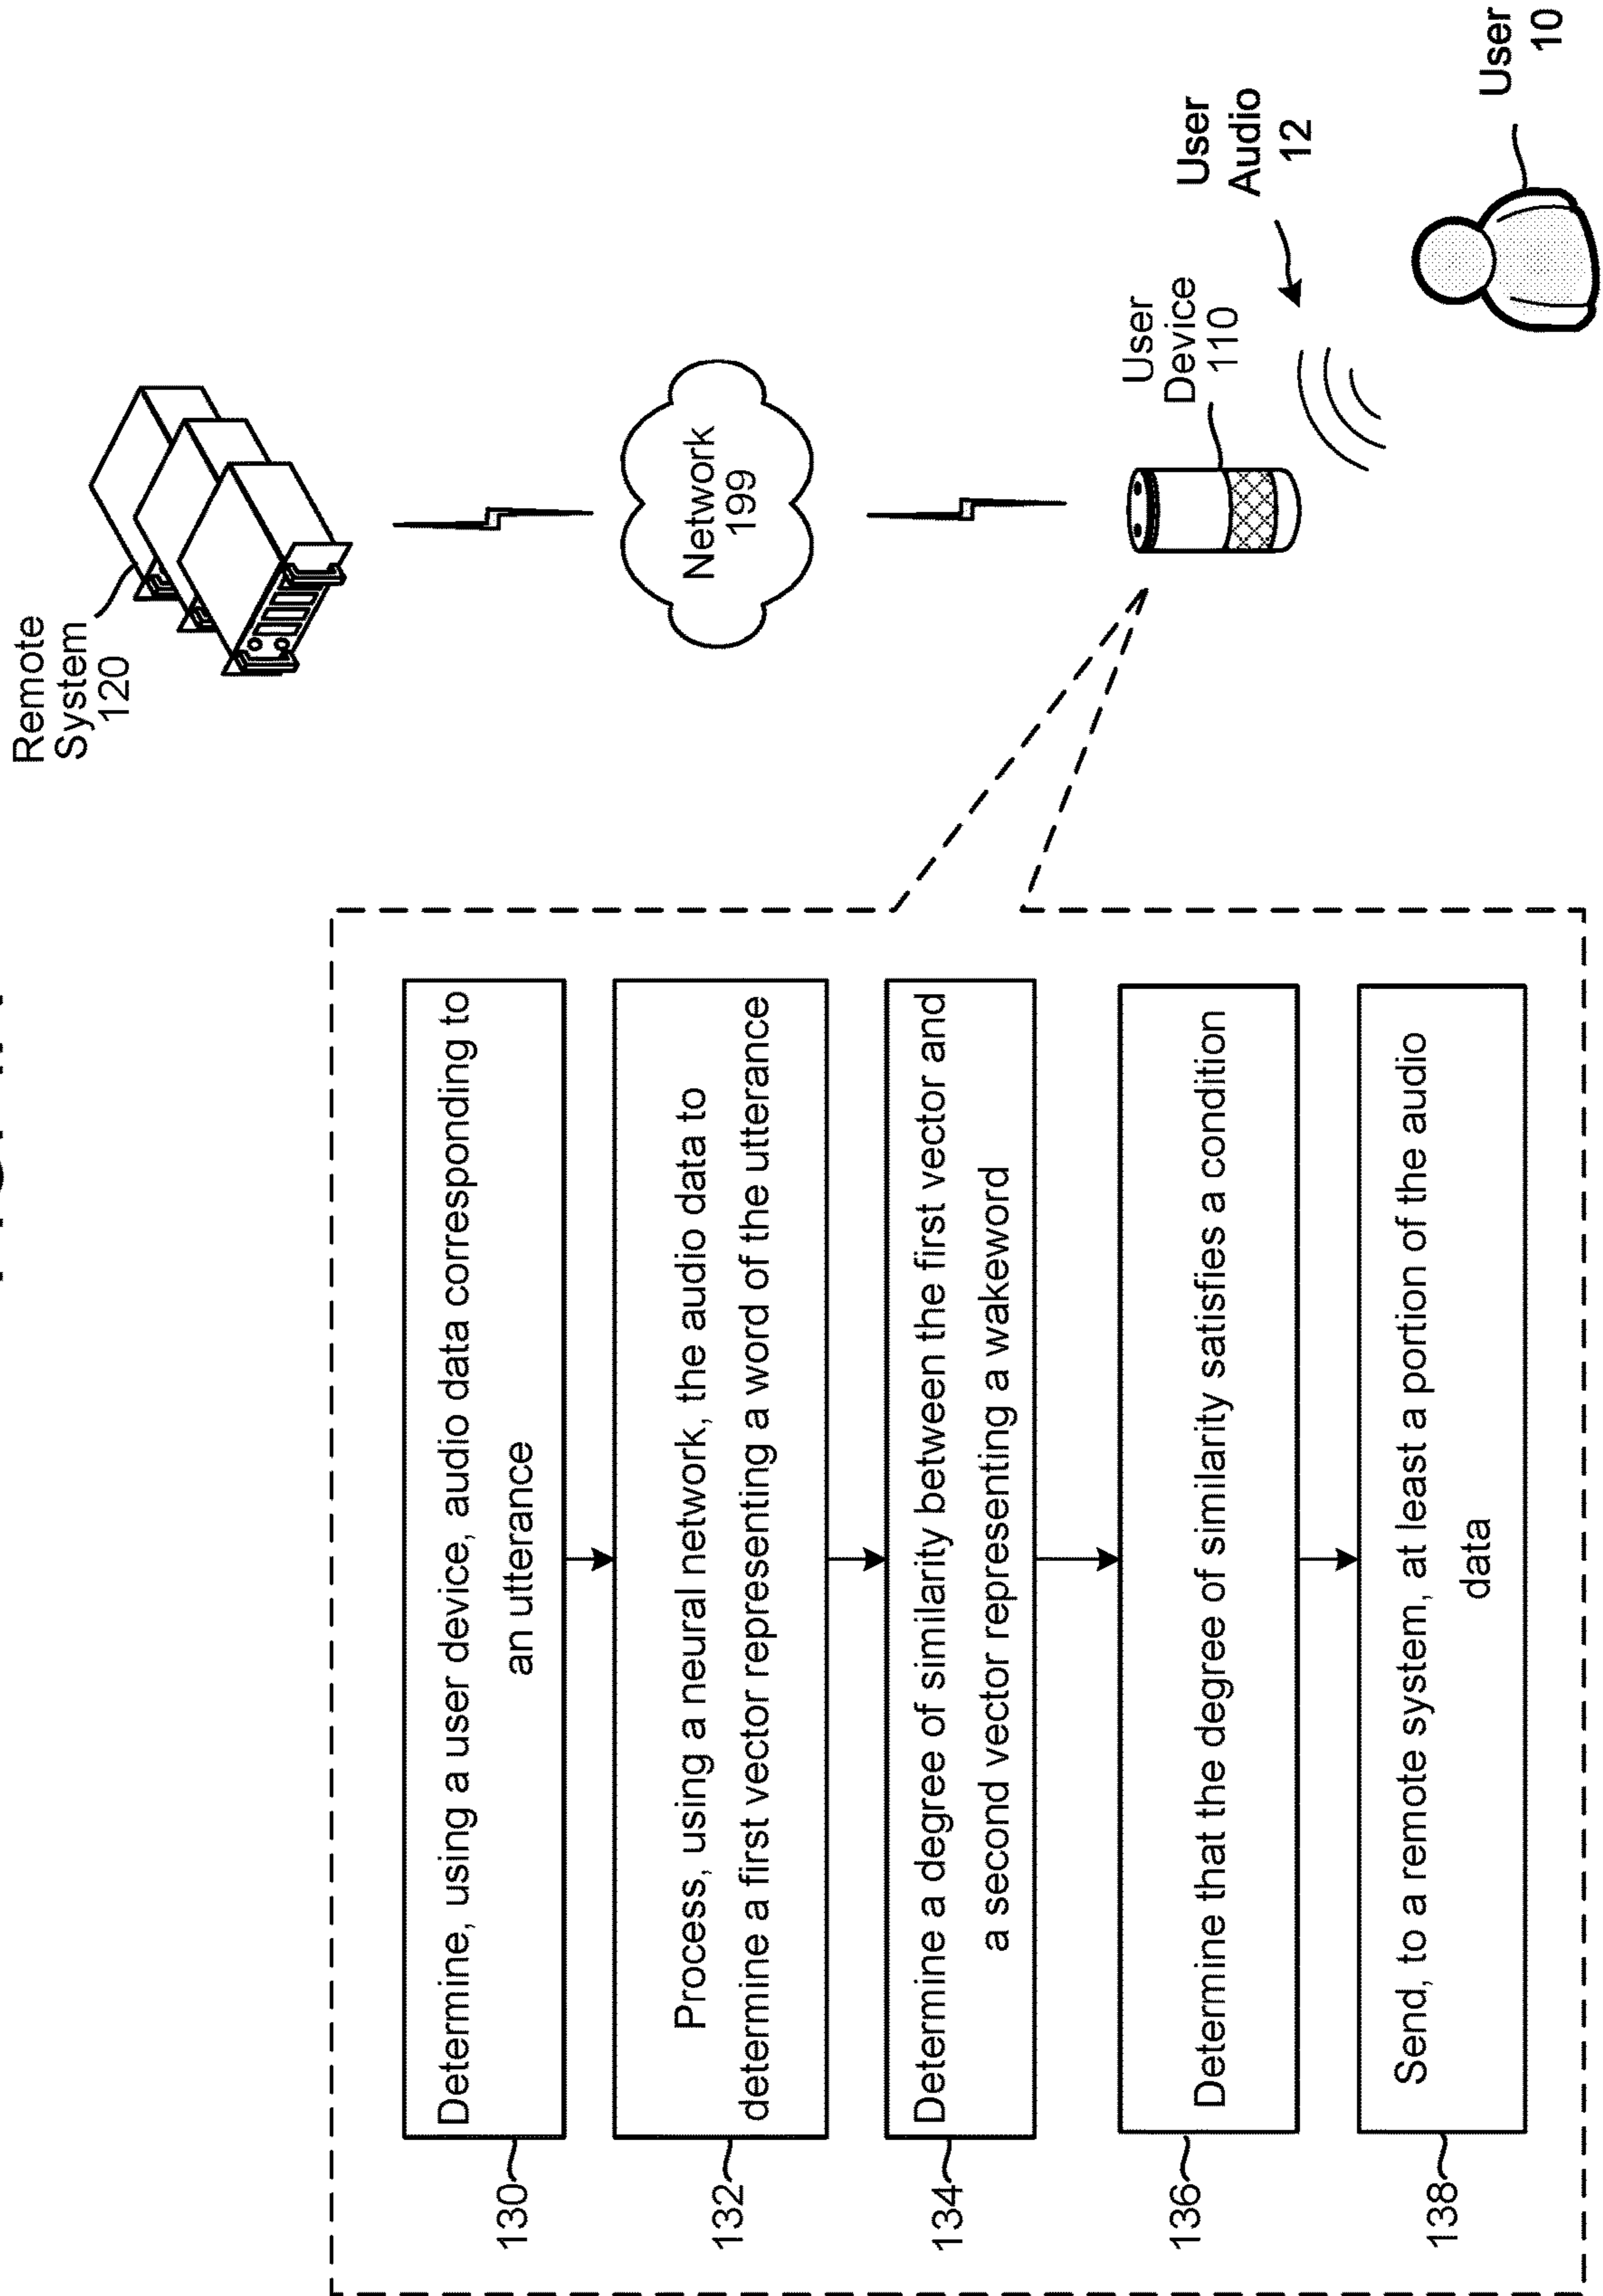 Remote
System
120
Network
199
User
Device
110
User
Audio
12
User
10
130
Determine, using a user device, audio data corresponding to
an utterance
132
Process, using a neural network, the audio data to
determine a first vector representing a word of the utterance
134
Determine a degree of similarity between the first vector and
a second vector representing a wakeword
136
Determine that the degree of similarity satisfies a condition
138
Send, to a remote system, at least a portion of the audio
data